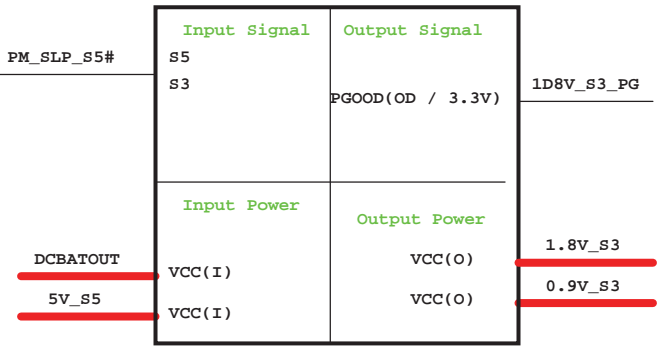 Input Signal Output Signal
PM_SLP_S5# S5
S3 1D8V_S3_PG
PGOOD(OD / 3.3V)
Input Power
Output Power
1.8V_S3
DCBATOUT VCC(O)
VCC(I)
0.9V_S3
5V_S5 VCC(O)
VCC(I)